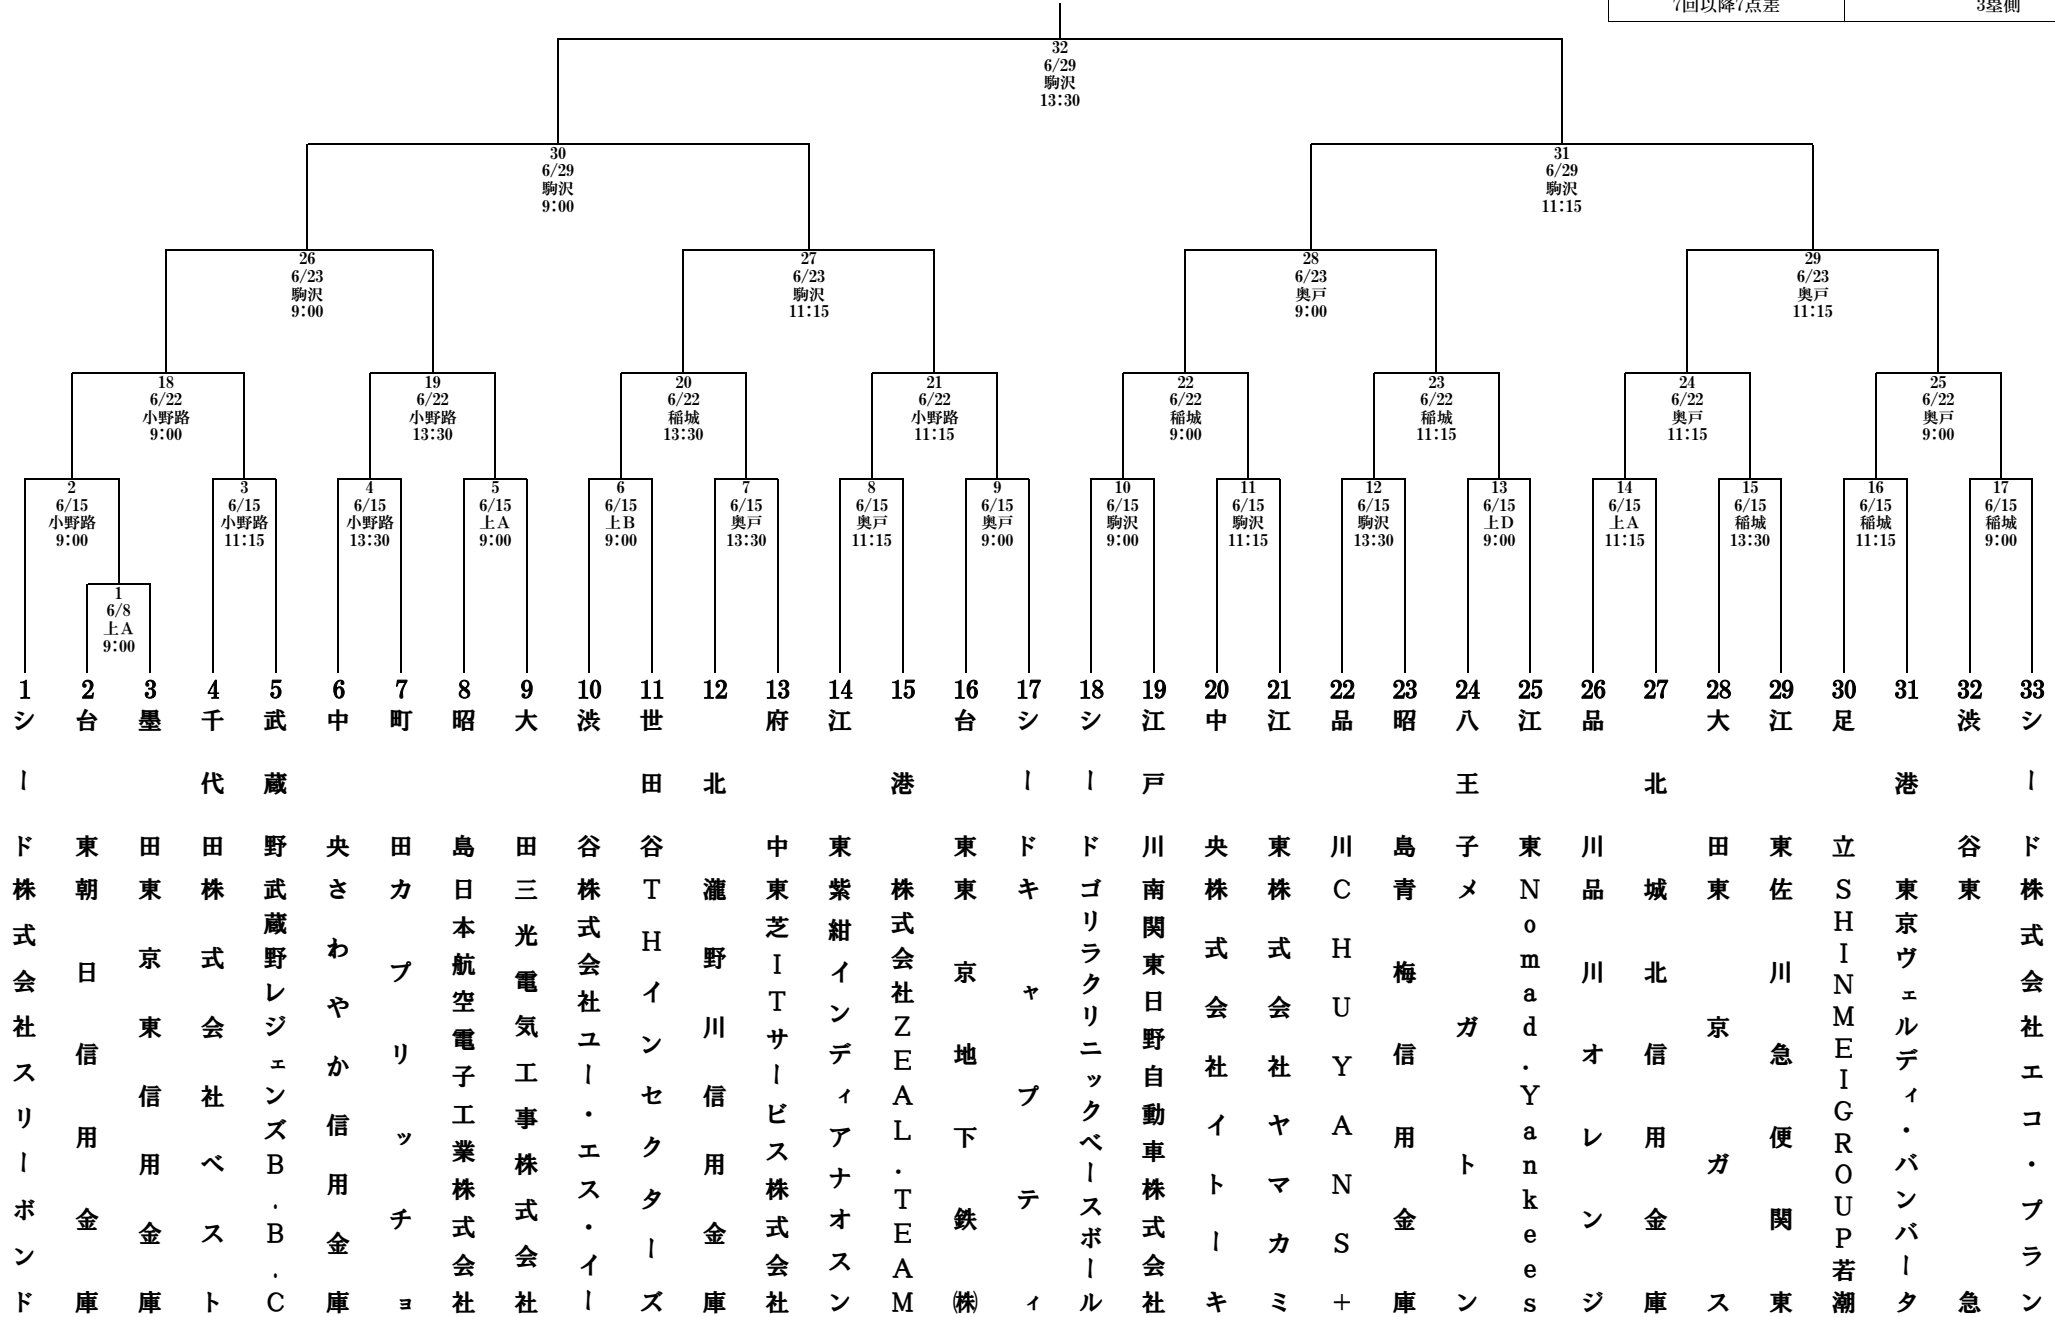 7回以降7点差
3塁側
32
6/29
駒沢
13:30
30
6/29
駒沢
9:00
31
6/29
駒沢
11:15
26
6/23
駒沢
9:00
27
6/23
駒沢
11:15
28
6/23
奥戸
9:00
29
6/23
奥戸
11:15
18
6/22
小野路
9:00
19
6/22
小野路
13:30
20
6/22
稲城
13:30
21
6/22
小野路
11:15
22
6/22
稲城
9:00
23
6/22
稲城
11:15
24
6/22
奥戸
11:15
25
6/22
奥戸
9:00
2
6/15
小野路
9:00
3
6/15
小野路
11:15
4
6/15
小野路
13:30
5
6/15
上A
9:00
6
6/15
上B
9:00
7
6/15
奥戸
13:30
8
6/15
奥戸
11:15
9
6/15
奥戸
9:00
10
6/15
駒沢
9:00
11
6/15
駒沢
11:15
12
6/15
駒沢
13:30
13
6/15
上D
9:00
14
6/15
上A
11:15
15
6/15
稲城
13:30
16
6/15
稲城
11:15
17
6/15
稲城
9:00
1
6/8
上A
9:00
1 シード 株式会社スリーボンド
2 台東 朝日信用金庫
3 墨田 東京東信用金庫
4 千代田 株式会社ベスト
5 武蔵野 武蔵野レジェンズB.B.C
6 中央 さわやか信用金庫
7 町田 カプリッチョ
8 昭島 日本航空電子工業株式会社
9 大田 三光電気工事株式会社
10 渋谷 株式会社ユー・エス・イー
11 世田谷 THインセクターズ
12 北 瀧野川信用金庫
13 府中 東芝ITサービス株式会社
14 江東 紫紺インディアナオスン
15 港 株式会社ZEAL.TEAM
16 台東 東京地下鉄㈱
17 シード キャプティ
18 シード ゴリラクリニックベースボール
19 江戸川 南関東日野自動車株式会社
20 中央 株式会社イトーキ
21 江東 株式会社ヤマカミ
22 品川 CHUYANS+
23 昭島 青梅信用金庫
24 八王子 メガトン
25 江東 Nomad.Yankees
26 品川 品川オレンジ
27 北 城北信用金庫
28 大田 東京ガス
29 江東 佐川急便関東
30 足立 SHINMEIGROUP若潮
31 港 東京ヴェルディ・バンバータ
32 渋谷 東急
33 シード 株式会社エコ・プラン